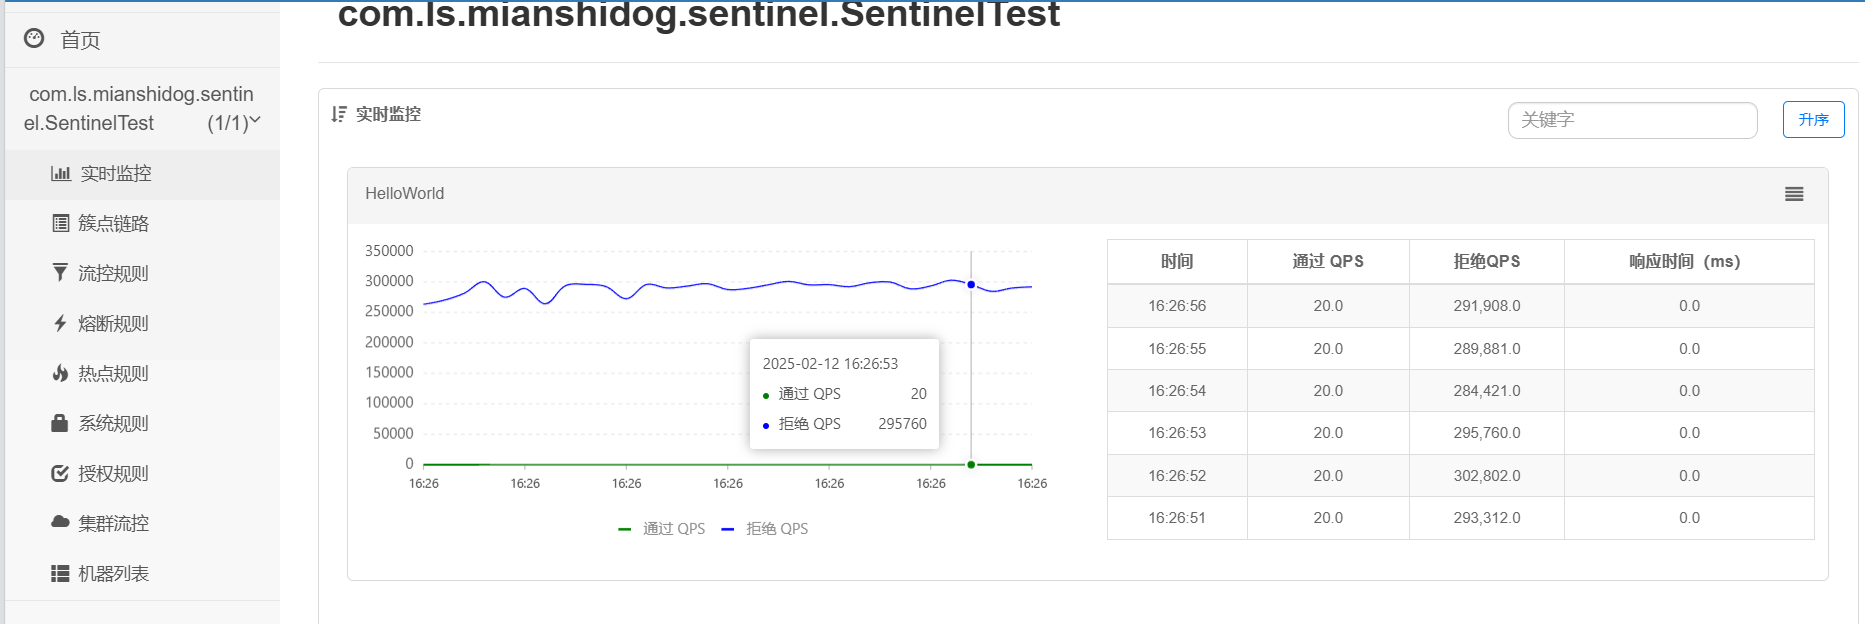 com.ls.mianshidog.sentinel.SentinelTest
首页
com.ls.mianshidog.sentin
el.SentinelTest (1/1)
实时监控
簇点链路
流控规则
熔断规则
热点规则
系统规则
授权规则
集群流控
机器列表
实时监控
关键字
升序
HelloWorld
350000
300000
250000
200000
150000
100000
50000
0
16:26 16:26 16:26 16:26 16:26 16:26 16:26
2025-02-12 16:26:53
通过 QPS 20
拒绝 QPS 295760
通过 QPS 拒绝 QPS
时间 通过 QPS 拒绝QPS 响应时间（ms）
16:26:56 20.0 291,908.0 0.0
16:26:55 20.0 289,881.0 0.0
16:26:54 20.0 284,421.0 0.0
16:26:53 20.0 295,760.0 0.0
16:26:52 20.0 302,802.0 0.0
16:26:51 20.0 293,312.0 0.0